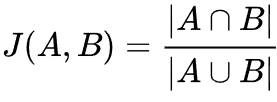 J(A, B) = |A ∩ B| / |A ∪ B|